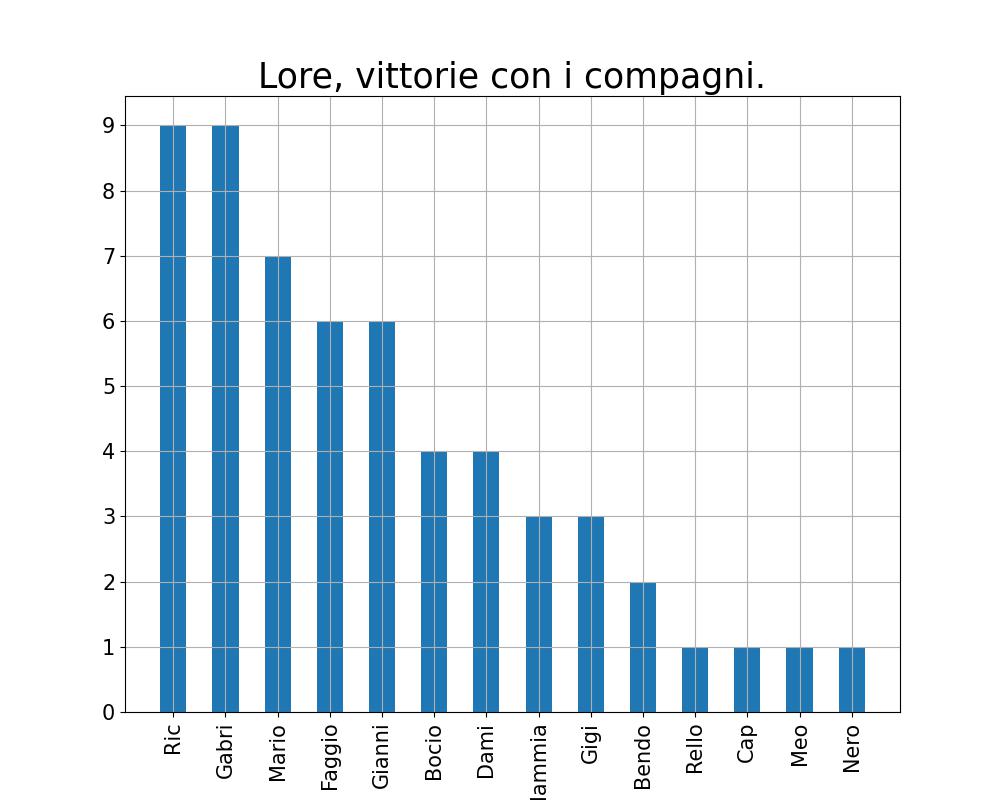 Lore, vittorie con i compagni.
9
8
7
6
5
4
3
2
1
0
Ric
Gabri
Mario
Faggio
Gianni
Bocio
Dami
Gigi
Bendo
Rello
Cap
Meo
Nero